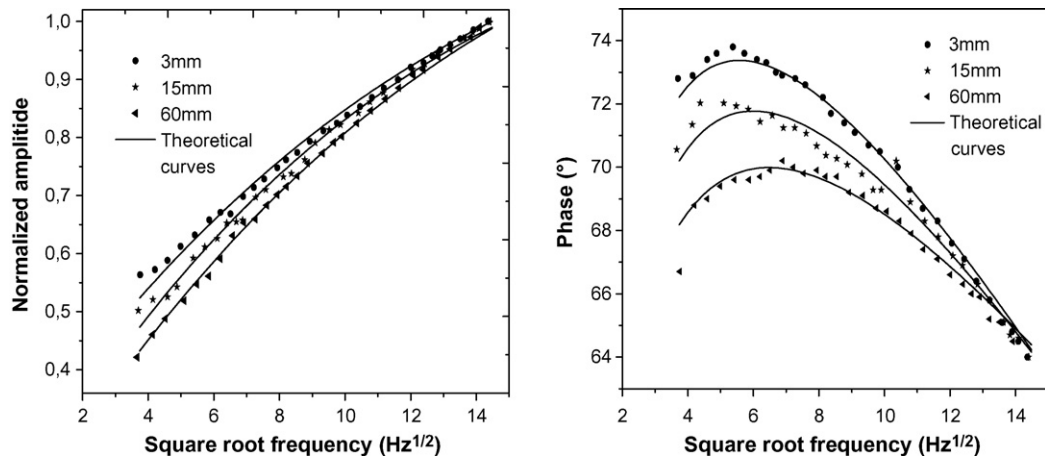 Normalized amplitide
1,0
0,9
0,8
0,7
0,6
0,5
0,4
3mm
15mm
60mm
Theoretical
curves
2 4 6 8 10 12 14
Square root frequency (Hz1/2)
Phase (°)
74
72
70
68
66
64
3mm
15mm
60mm
Theoretical
curves
2 4 6 8 10 12 14
Square root frequency (Hz1/2)